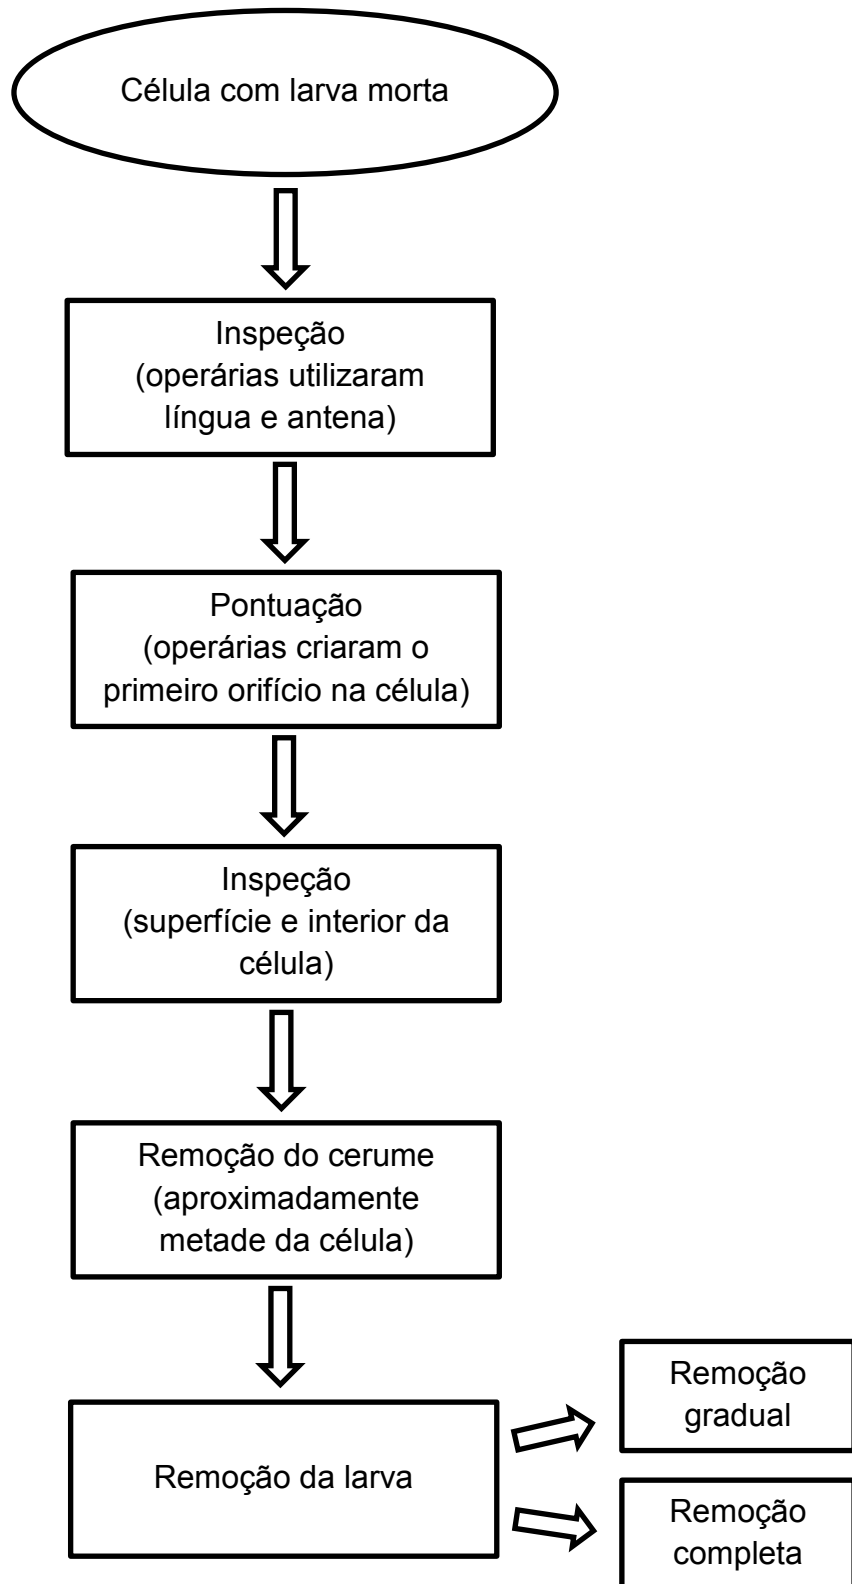 Célula com larva morta
Inspeção
(operárias utilizaram
língua e antena)
Pontuação
(operárias criaram o
primeiro orifício na célula)
Inspeção
(superfície e interior da
célula)
Remoção do cerume
(aproximadamente
metade da célula)
Remoção da larva
Remoção
gradual
Remoção
completa